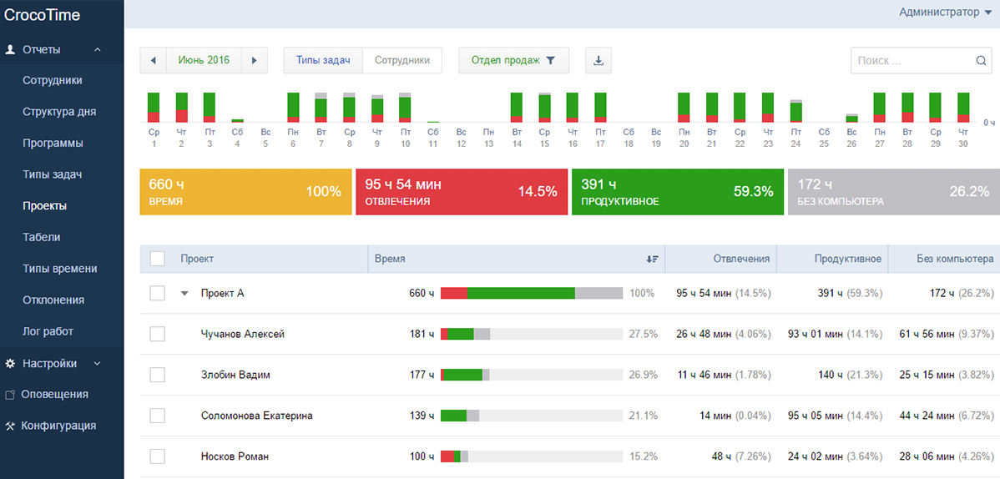 CrocoTime
Администратор
Отчеты
Сотрудники
Структура дня
Программы
Типы задач
Проекты
Табели
Типы времени
Отклонения
Лог работ
Настройки
Оповещения
Конфигурация
Июнь 2016
Типы задач
Сотрудники
Отдел продаж
Поиск ...
0 ч
Ср Чт Пт Сб Вс Пн Вт Ср Чт Пт Сб Вс Пн Вт Ср Чт Пт Сб Вс Пн Вт Ср Чт Пт Сб Вс Пн Вт Ср Чт
1 2 3 4 5 6 7 8 9 10 11 12 13 14 15 16 17 18 19 20 21 22 23 24 25 26 27 28 29 30
660 ч
ВРЕМЯ
100%
95 ч 54 мин
ОТВЛЕЧЕНИЯ
14.5%
391 ч
ПРОДУКТИВНОЕ
59.3%
172 ч
БЕЗ КОМПЬЮТЕРА
26.2%
Проект Время Отвлечения Продуктивное Без компьютера
Проект А 660 ч 100% 95 ч 54 мин (14.5%) 391 ч (59.3%) 172 ч (26.2%)
Чучанов Алексей 181 ч 27.5% 26 ч 48 мин (4.06%) 93 ч 01 мин (14.1%) 61 ч 56 мин (9.37%)
Злобин Вадим 177 ч 26.9% 11 ч 46 мин (1.78%) 140 ч (21.3%) 25 ч 15 мин (3.82%)
Соломонова Екатерина 139 ч 21.1% 14 мин (0.04%) 95 ч 05 мин (14.4%) 44 ч 24 мин (6.72%)
Носков Роман 100 ч 15.2% 48 ч (7.26%) 24 ч 02 мин (3.64%) 28 ч 06 мин (4.26%)